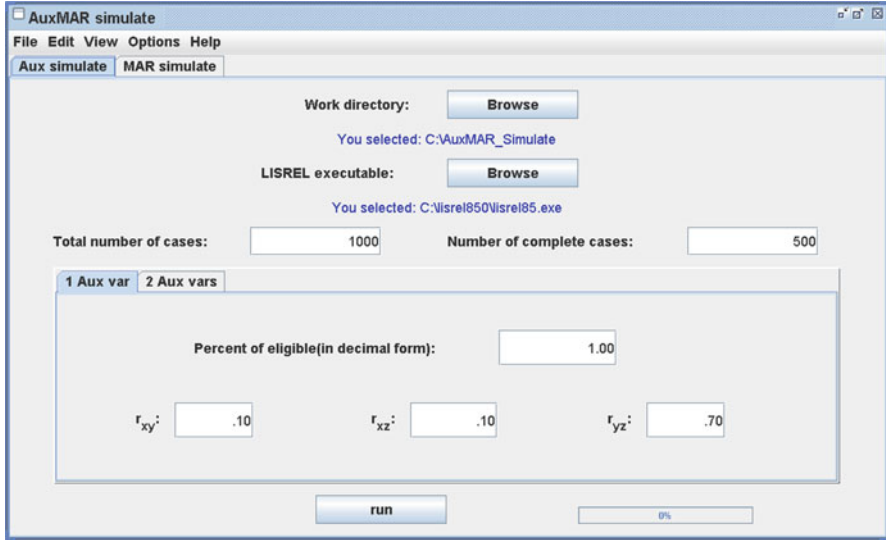 AuxMAR simulate
File Edit View Options Help
Aux simulate MAR simulate
Work directory: Browse
You selected: C:\AuxMAR_Simulate
LISREL executable: Browse
You selected: C:\lisrel850\lisrel85.exe
Total number of cases: 1000 Number of complete cases: 500
1 Aux var 2 Aux vars
Percent of eligible(in decimal form): 1.00
rxy: .10 rxz: .10 ryz: .70
run 0%